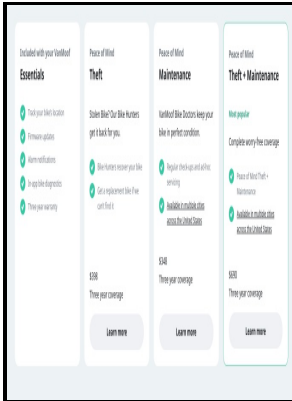 Included with your VanMoof
Essentials
Track your bike's location
Firmware updates
Alarm notifications
In-app bike diagnostics
Three year warranty
Peace of Mind
Theft
Stolen Bike? Our Bike Hunters
get it back for you.
Bike Hunters recover your bike
Get a replacement bike if we
can't find it
$398
Three year coverage
Learn more
Peace of Mind
Maintenance
VanMoof Bike Doctors keep your
bike in perfect condition.
Regular check-ups and ad-hoc
servicing
Available in multiple cities
across the United States
$348
Three year coverage
Learn more
Peace of Mind
Theft + Maintenance
Most popular
Complete worry-free coverage
Peace of Mind Theft +
Maintenance
Available in multiple cities
across the United States
$690
Three year coverage
Learn more